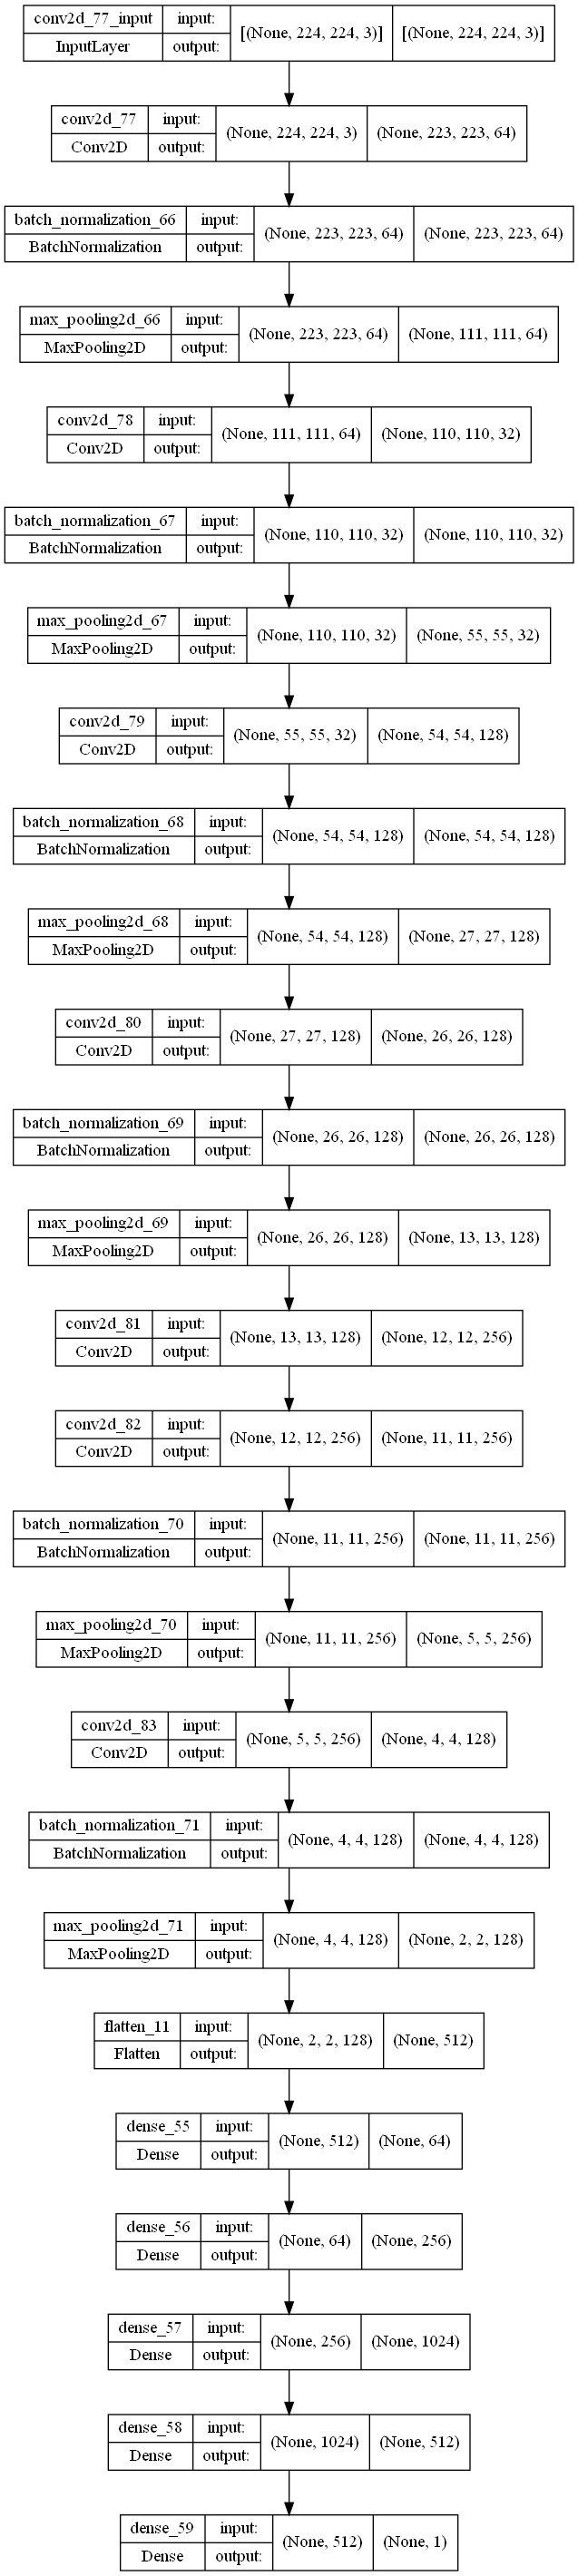 conv2d_77_input input: [(None, 224, 224, 3)] [(None, 224, 224, 3)]
InputLayer output:
conv2d_77 input: (None, 224, 224, 3) (None, 223, 223, 64)
Conv2D output:
batch_normalization_66 input: (None, 223, 223, 64) (None, 223, 223, 64)
BatchNormalization output:
max_pooling2d_66 input: (None, 223, 223, 64) (None, 111, 111, 64)
MaxPooling2D output:
conv2d_78 input: (None, 111, 111, 64) (None, 110, 110, 32)
Conv2D output:
batch_normalization_67 input: (None, 110, 110, 32) (None, 110, 110, 32)
BatchNormalization output:
max_pooling2d_67 input: (None, 110, 110, 32) (None, 55, 55, 32)
MaxPooling2D output:
conv2d_79 input: (None, 55, 55, 32) (None, 54, 54, 128)
Conv2D output:
batch_normalization_68 input: (None, 54, 54, 128) (None, 54, 54, 128)
BatchNormalization output:
max_pooling2d_68 input: (None, 54, 54, 128) (None, 27, 27, 128)
MaxPooling2D output:
conv2d_80 input: (None, 27, 27, 128) (None, 26, 26, 128)
Conv2D output:
batch_normalization_69 input: (None, 26, 26, 128) (None, 26, 26, 128)
BatchNormalization output:
max_pooling2d_69 input: (None, 26, 26, 128) (None, 13, 13, 128)
MaxPooling2D output:
conv2d_81 input: (None, 13, 13, 128) (None, 12, 12, 256)
Conv2D output:
conv2d_82 input: (None, 12, 12, 256) (None, 11, 11, 256)
Conv2D output:
batch_normalization_70 input: (None, 11, 11, 256) (None, 11, 11, 256)
BatchNormalization output:
max_pooling2d_70 input: (None, 11, 11, 256) (None, 5, 5, 256)
MaxPooling2D output:
conv2d_83 input: (None, 5, 5, 256) (None, 4, 4, 128)
Conv2D output:
batch_normalization_71 input: (None, 4, 4, 128) (None, 4, 4, 128)
BatchNormalization output:
max_pooling2d_71 input: (None, 4, 4, 128) (None, 2, 2, 128)
MaxPooling2D output:
flatten_11 input: (None, 2, 2, 128) (None, 512)
Flatten output:
dense_55 input: (None, 512) (None, 64)
Dense output:
dense_56 input: (None, 64) (None, 256)
Dense output:
dense_57 input: (None, 256) (None, 1024)
Dense output:
dense_58 input: (None, 1024) (None, 512)
Dense output:
dense_59 input: (None, 512) (None, 1)
Dense output: